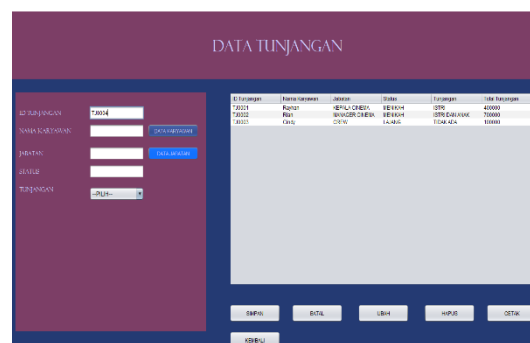 DATA TUNJANGAN
ID TUNJANGAN TJ0004
NAMA KARYAWAN DATA KARYAWAN
JABATAN DATA JABATAN
STATUS
TUNJANGAN --PILIH--
ID Tunjangan Nama Karyawan Jabatan Status Tunjangan Total Tunjangan
TJ0001 Rayhan KEPALA CINEMA MENIKAH ISTRI 400000
TJ0002 Rian MANAGER CINEMA MENIKAH ISTRI DAN ANAK 700000
TJ0003 Cindy CREW LAJANG TIDAK ADA 100000
SIMPAN BATAL UBAH HAPUS CETAK
KEMBALI